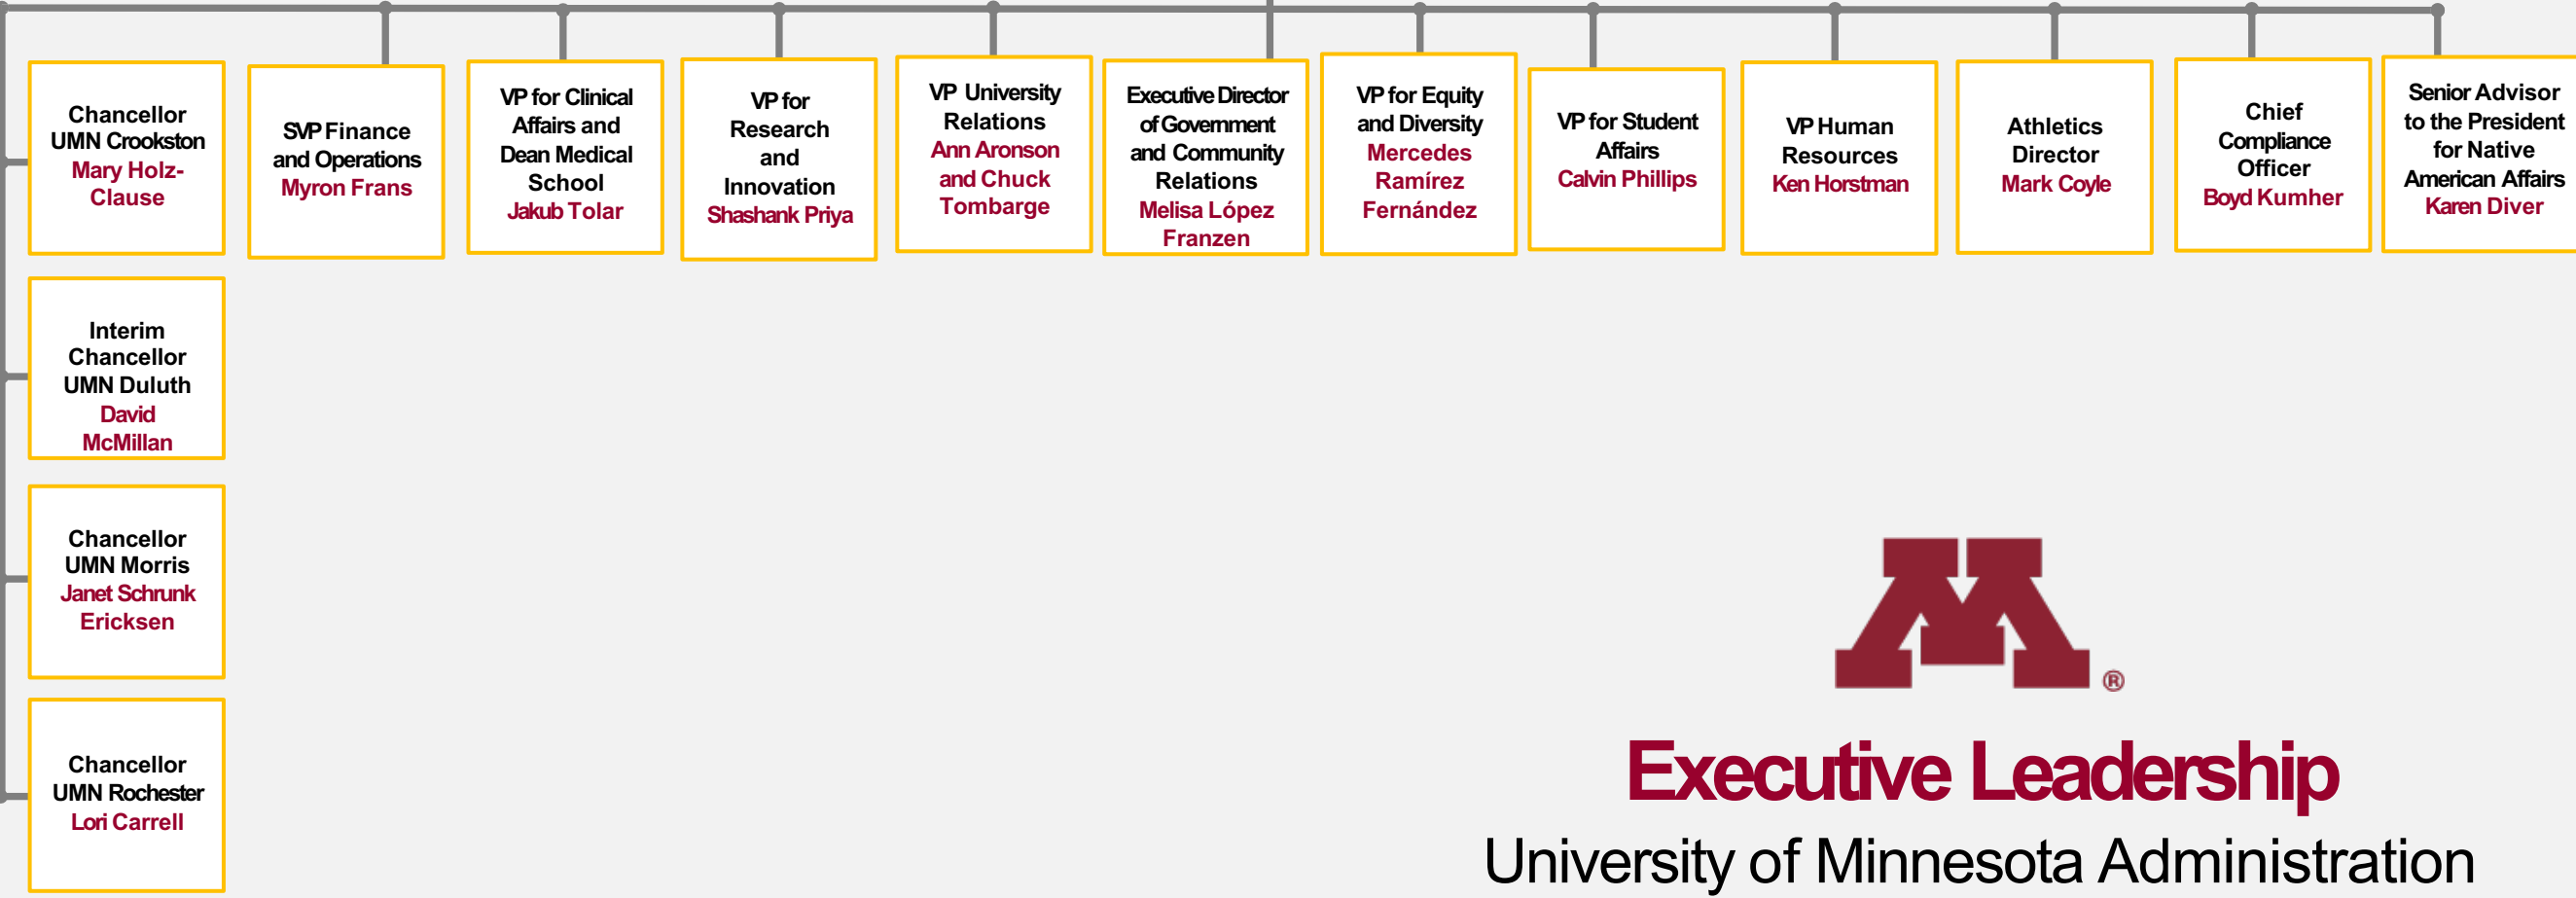 Chancellor
UMN Crookston
Mary Holz-
Clause
SVP Finance
and Operations
Myron Frans
VP for Clinical
Affairs and
Dean Medical
School
Jakub Tolar
VP for
Research
and
Innovation
Shashank Priya
VP University
Relations
Ann Aronson
and Chuck
Tombarge
Executive Director
of Government
and Community
Relations
Melisa López
Franzen
VP for Equity
and Diversity
Mercedes
Ramírez
Fernández
VP for Student
Affairs
Calvin Phillips
VP Human
Resources
Ken Horstman
Athletics
Director
Mark Coyle
Chief
Compliance
Officer
Boyd Kumher
Senior Advisor
to the President
for Native
American Affairs
Karen Diver
Interim
Chancellor
UMN Duluth
David
McMillan
Chancellor
UMN Morris
Janet Schrunk
Ericksen
Chancellor
UMN Rochester
Lori Carrell
M®
Executive Leadership
University of Minnesota Administration